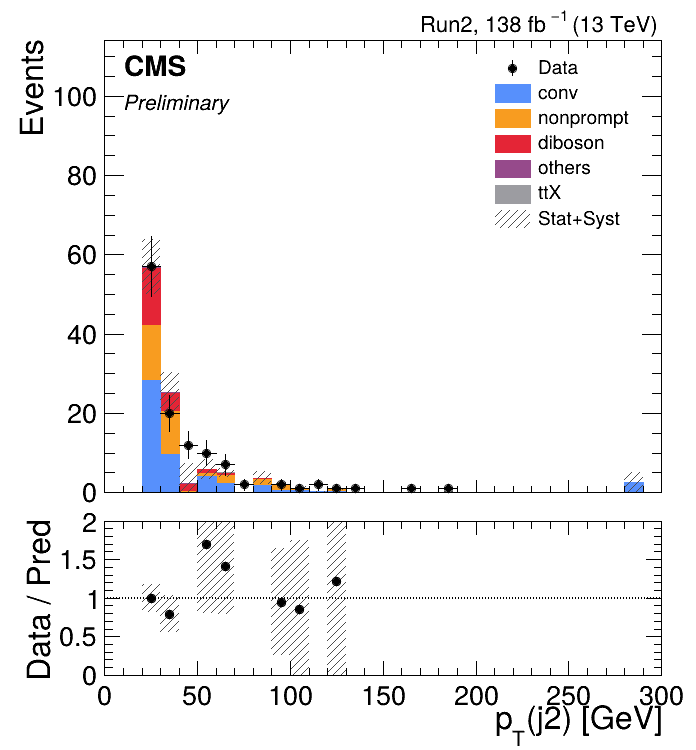 Run2, 138 fb⁻¹ (13 TeV)
CMS
Preliminary
Events
100
80
60
40
20
0
Data
conv
nonprompt
diboson
others
ttX
Stat+Syst
Data / Pred
2
1.5
1
0.5
0
0 50 100 150 200 250 300
p_T(j2) [GeV]